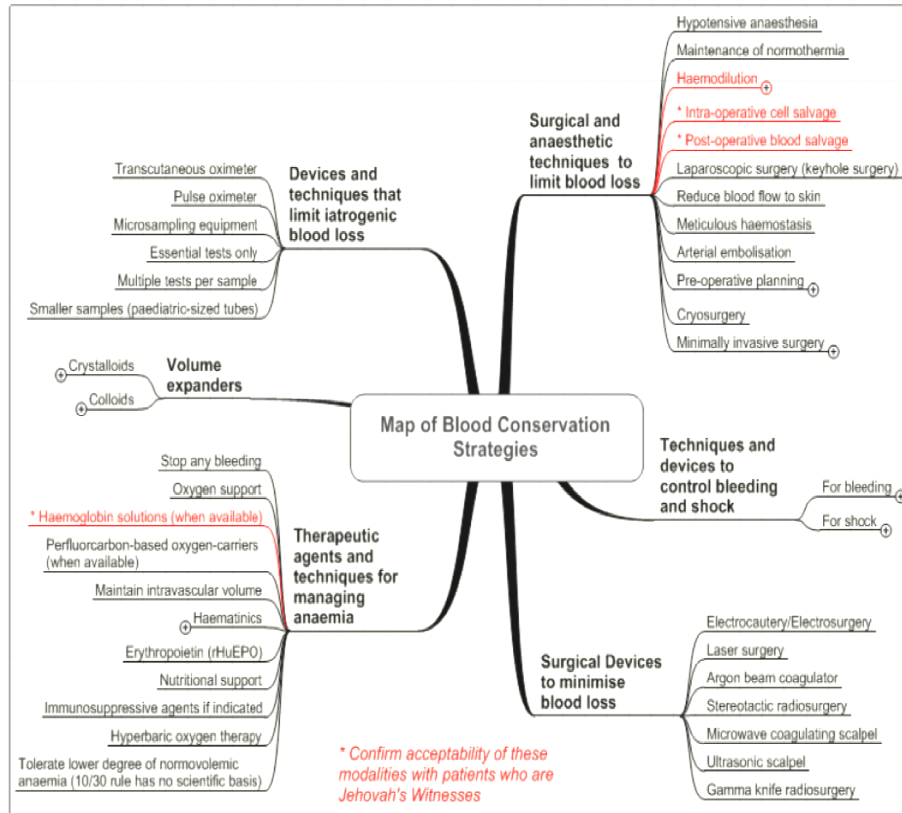 Map of Blood Conservation
Strategies
Surgical and
anaesthetic
techniques to
limit blood loss
Hypotensive anaesthesia
Maintenance of normothermia
Haemodilution
* Intra-operative cell salvage
* Post-operative blood salvage
Laparoscopic surgery (keyhole surgery)
Reduce blood flow to skin
Meticulous haemostasis
Arterial embolisation
Pre-operative planning
Cryosurgery
Minimally invasive surgery
Techniques and
devices to
control bleeding
and shock
For bleeding
For shock
Surgical Devices
to minimise
blood loss
Electrocautery/Electrosurgery
Laser surgery
Argon beam coagulator
Stereotactic radiosurgery
Microwave coagulating scalpel
Ultrasonic scalpel
Gamma knife radiosurgery
Devices and
techniques that
limit iatrogenic
blood loss
Transcutaneous oximeter
Pulse oximeter
Microsampling equipment
Essential tests only
Multiple tests per sample
Smaller samples (paediatric-sized tubes)
Volume
expanders
Crystalloids
Colloids
Therapeutic
agents and
techniques for
managing
anaemia
Stop any bleeding
Oxygen support
* Haemoglobin solutions (when available)
Perfluorcarbon-based oxygen-carriers
(when available)
Maintain intravascular volume
Haematinics
Erythropoietin (rHuEPO)
Nutritional support
Immunosuppressive agents if indicated
Hyperbaric oxygen therapy
Tolerate lower degree of normovolemic
anaemia (10/30 rule has no scientific basis)
* Confirm acceptability of these
modalities with patients who are
Jehovah's Witnesses